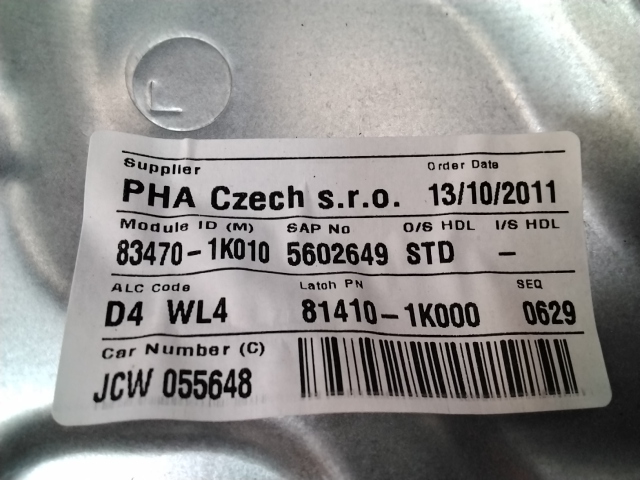 L
Supplier Order Date
PHA Czech s.r.o. 13/10/2011
Module ID (M) SAP No O/S HDL I/S HDL
83470-1K010 5602649 STD -
ALC Code Latch PN SEQ
D4 WL4 81410-1K000 0629
Car Number (C)
JCW 055648